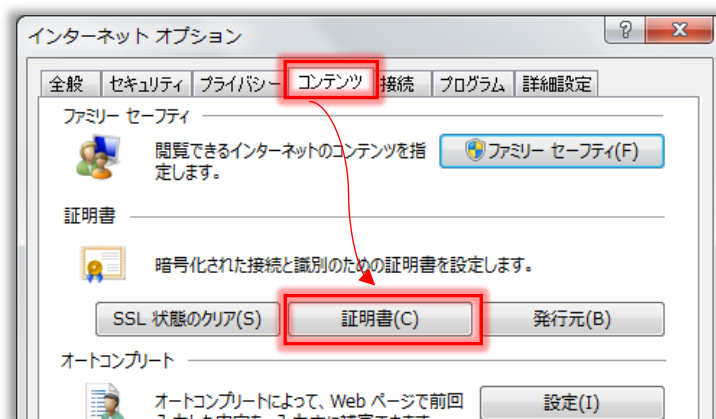 インターネット オプション
全般 セキュリティ プライバシー コンテンツ 接続 プログラム 詳細設定
ファミリー セーフティ
閲覧できるインターネットのコンテンツを指定します。
ファミリー セーフティ(F)
証明書
暗号化された接続と識別のための証明書を設定します。
SSL 状態のクリア(S) 証明書(C) 発行元(B)
オートコンプリート
オートコンプリートによって、Web ページで前回
設定(I)